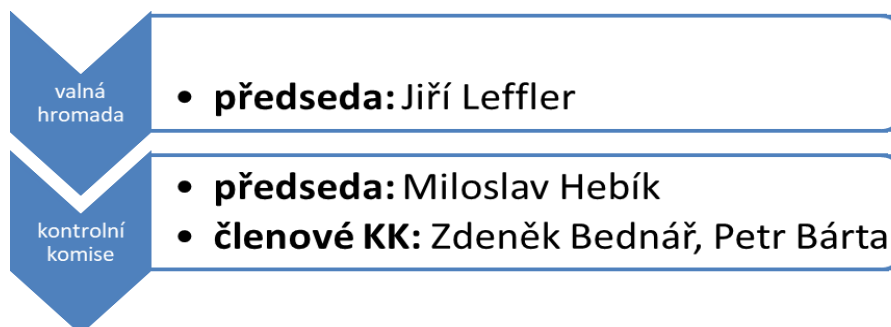 valná
hromada
• předseda: Jiří Leffler
kontrolní
komise
• předseda: Miloslav Hebík
• členové KK: Zdeněk Bednář, Petr Bárta